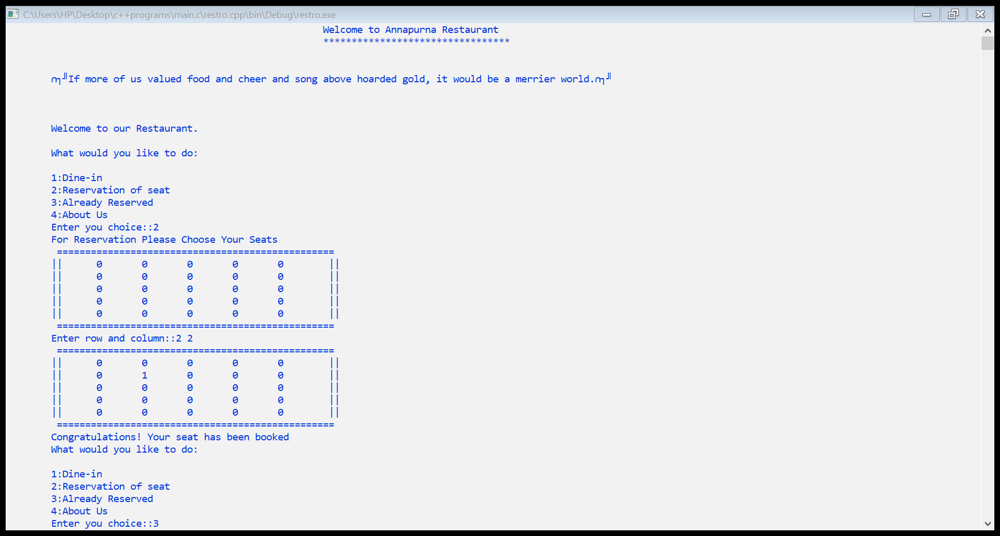 C:\Users\HP\Desktop\c++programs\main.c\restro.cpp\bin\Debug\restro.exe
Welcome to Annapurna Restaurant
*********************************
∩┐╜If more of us valued food and cheer and song above hoarded gold, it would be a merrier world.∩┐╜
Welcome to our Restaurant.
What would you like to do:
1:Dine-in
2:Reservation of seat
3:Already Reserved
4:About Us
Enter you choice::2
For Reservation Please Choose Your Seats
=================================================
|| 0 0 0 0 0 ||
|| 0 0 0 0 0 ||
|| 0 0 0 0 0 ||
|| 0 0 0 0 0 ||
|| 0 0 0 0 0 ||
=================================================
Enter row and column::2 2
=================================================
|| 0 0 0 0 0 ||
|| 0 1 0 0 0 ||
|| 0 0 0 0 0 ||
|| 0 0 0 0 0 ||
|| 0 0 0 0 0 ||
=================================================
Congratulations! Your seat has been booked
What would you like to do:
1:Dine-in
2:Reservation of seat
3:Already Reserved
4:About Us
Enter you choice::3